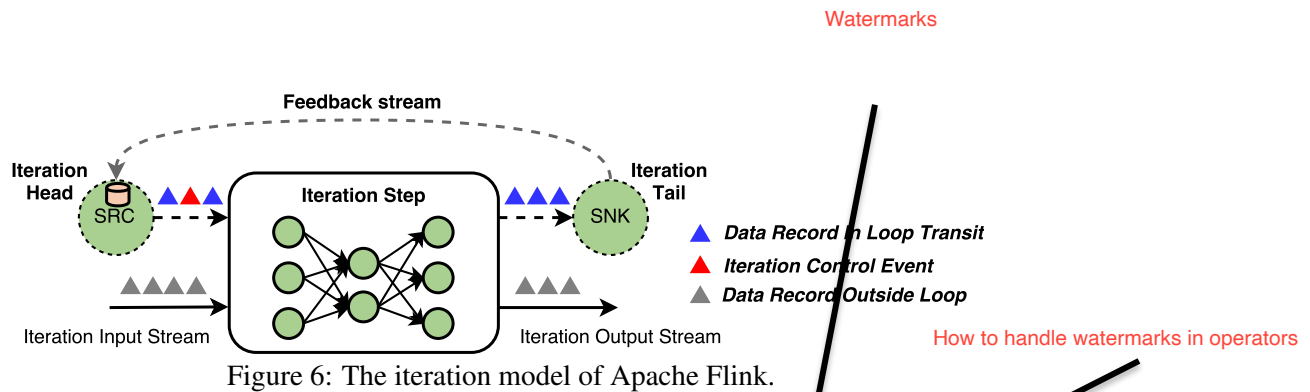 Watermarks
Feedback stream
Iteration
Head
SRC
Iteration Step
Iteration
Tail
SNK
Data Record In Loop Transit
Iteration Control Event
Data Record Outside Loop
Iteration Input Stream
Iteration Output Stream
How to handle watermarks in operators
Figure 6: The iteration model of Apache Flink.